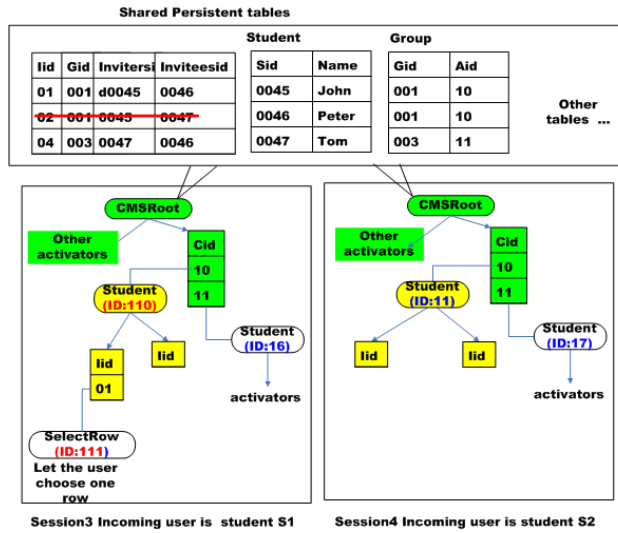 Shared Persistent tables
Student
Group
Iid Gid Invitersi Inviteesid
01 001 d0045 0046
02 001 0045 0047
04 003 0047 0046
Sid Name
0045 John
0046 Peter
0047 Tom
Gid Aid
001 10
001 10
003 11
Other
tables ...
CMSRoot
Other
activators
Cid
10
11
Student
(ID:110)
Iid
01
Iid
Student
(ID:16)
activators
SelectRow
(ID:111)
Let the user
choose one
row
CMSRoot
Other
activators
Cid
10
11
Student
(ID:11)
Iid
Iid
Student
(ID:17)
activators
Session3 Incoming user is student S1
Session4 Incoming user is student S2